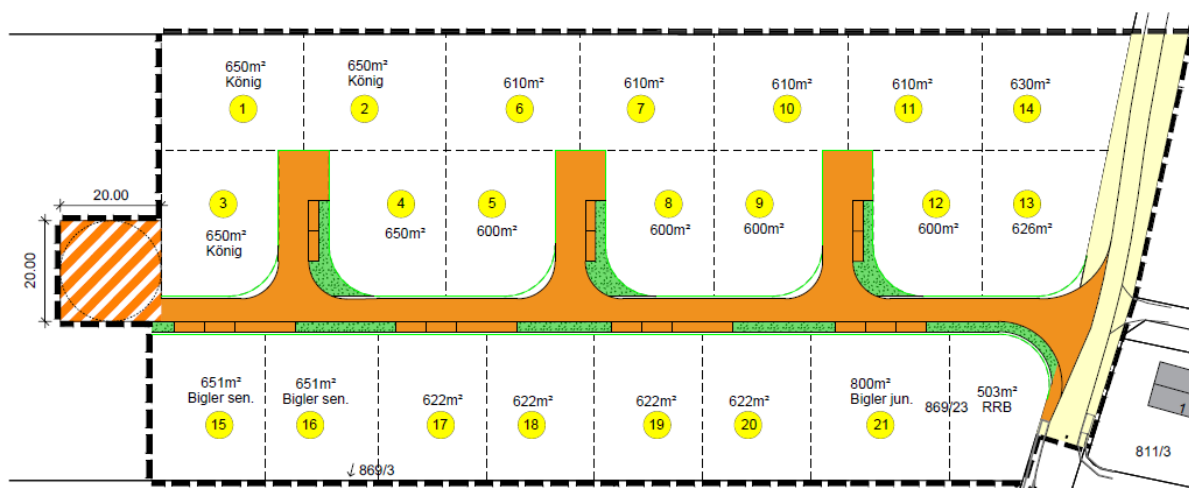 650m²
König
1
650m²
König
2
610m²
6
610m²
7
610m²
10
610m²
11
630m²
14
20.00
20.00
3
650m²
König
4
650m²
5
600m²
8
600m²
9
600m²
12
600m²
13
626m²
651m²
Bigler sen.
15
651m²
Bigler sen.
16
622m²
17
622m²
18
622m²
19
622m²
20
800m²
Bigler jun.
21
869/23
503m²
RRB
869/3
811/3
1